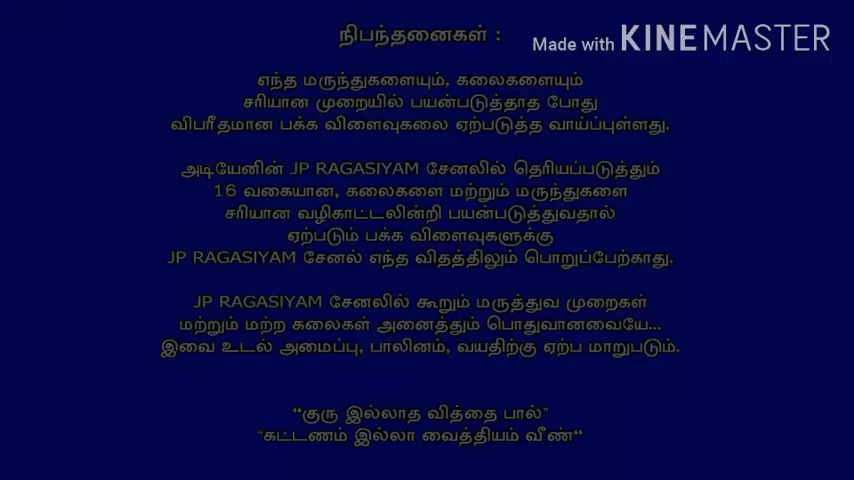 நிபந்தனைகள் :
Made with KINEMASTER
எந்த மருந்துகளையும், கலைகளையும்
சரியான முறையில் பயன்படுத்தாத போது
விபரீதமான பக்க விளைவுகலை ஏற்படுத்த வாய்ப்புள்ளது.
அடியேனின் JP RAGASIYAM சேனலில் தெரியப்படுத்தும்
16 வகையான, கலைகளை மற்றும் மருந்துகளை
சரியான வழிகாட்டலின்றி பயன்படுத்துவதால்
ஏற்படும் பக்க விளைவுகளுக்கு
JP RAGASIYAM சேனல் எந்த விதத்திலும் பொறுப்பேற்காது.
JP RAGASIYAM சேனலில் கூறும் மருத்துவ முறைகள்
மற்றும் மற்ற கலைகள் அனைத்தும் பொதுவானவையே...
இவை உடல் அமைப்பு, பாலினம், வயதிற்கு ஏற்ப மாறுபடும்.
“குரு இல்லாத வித்தை பால்"
"கட்டணம் இல்லா வைத்தியம் வீண்“